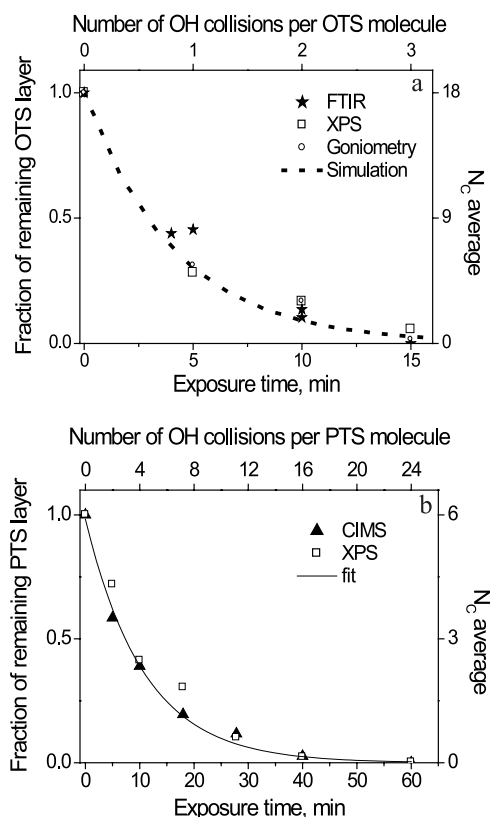 Number of OH collisions per OTS molecule
0 1 2 3
a
1.0 18
FTIR
XPS
Goniometry
Simulation
0.5 9
0.0 0
Fraction of remaining OTS layer
N_C average
0 5 10 15
Exposure time, min
Number of OH collisions per PTS molecule
0 2 4 8 12 16 20 24
b
1.0 6
CIMS
XPS
fit
0.5 3
0.0 0
Fraction of remaining PTS layer
N_C average
0 10 20 30 40 50 60
Exposure time, min